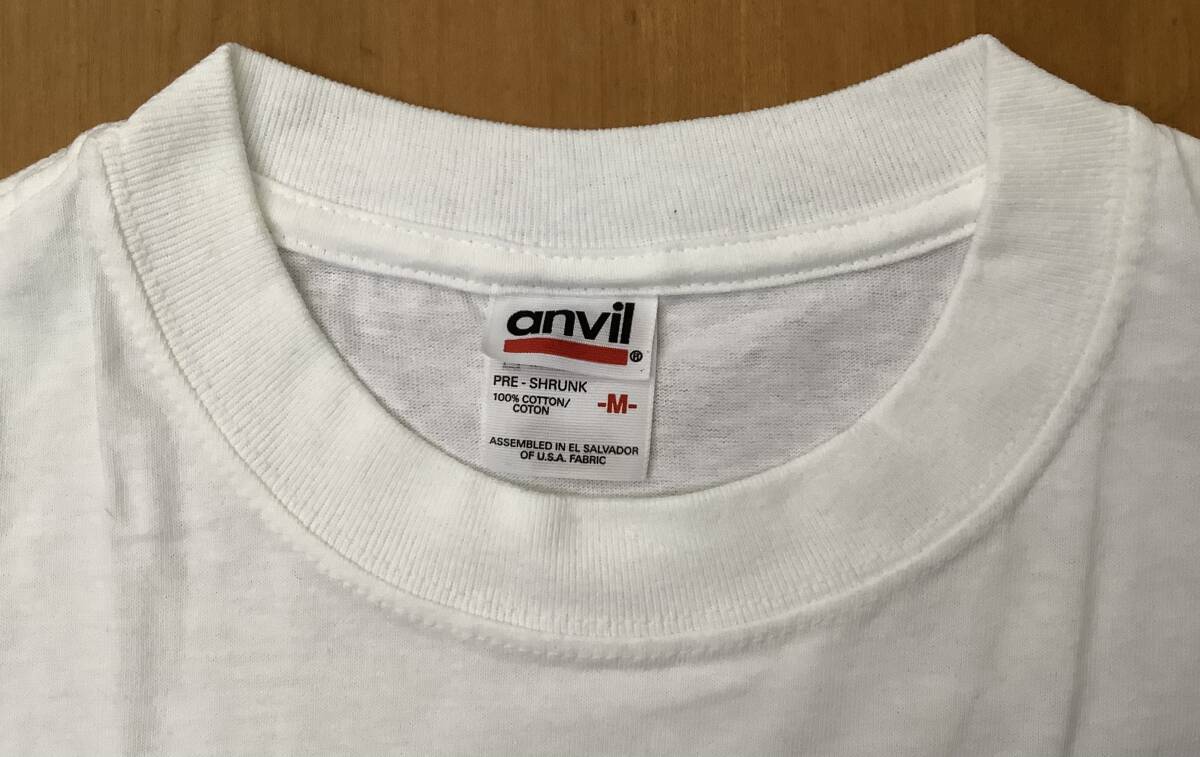 anvil
®
PRE - SHRUNK
100% COTTON/
COTON
-M-
ASSEMBLED IN EL SALVADOR
OF U.S.A. FABRIC